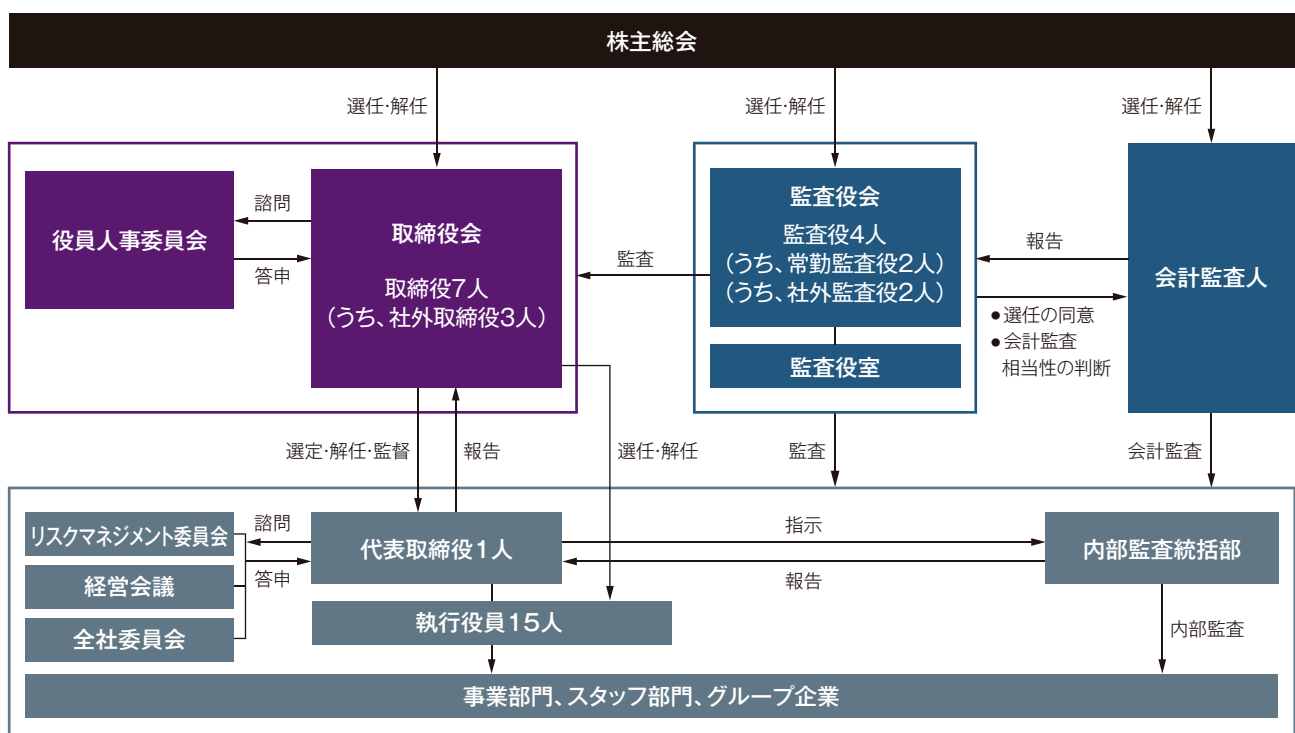 株主総会
選任・解任
選任・解任
選任・解任
役員人事委員会
諮問
答申
取締役会
取締役7人
（うち、社外取締役3人）
監査
監査役会
監査役4人
（うち、常勤監査役2人）
（うち、社外監査役2人）
監査役室
報告
●選任の同意
●会計監査
相当性の判断
会計監査人
選定・解任・監督
報告
選任・解任
監査
会計監査
リスクマネジメント委員会
経営会議
全社委員会
諮問
答申
代表取締役1人
執行役員15人
指示
報告
内部監査統括部
内部監査
事業部門、スタッフ部門、グループ企業